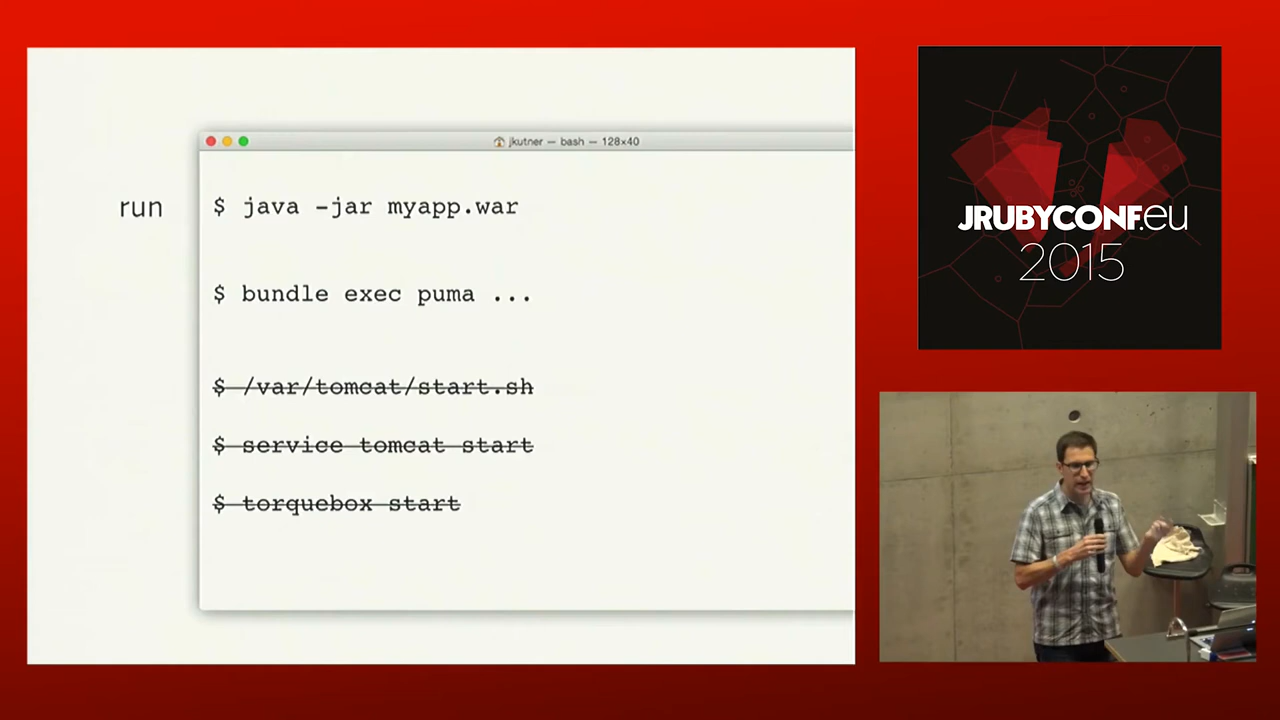 jkutner — bash — 128×40
run
$ java -jar myapp.war
$ bundle exec puma ...
$ /var/tomcat/start.sh
$ service tomcat start
$ torquebox start
JRUBYCONF.eu
2015